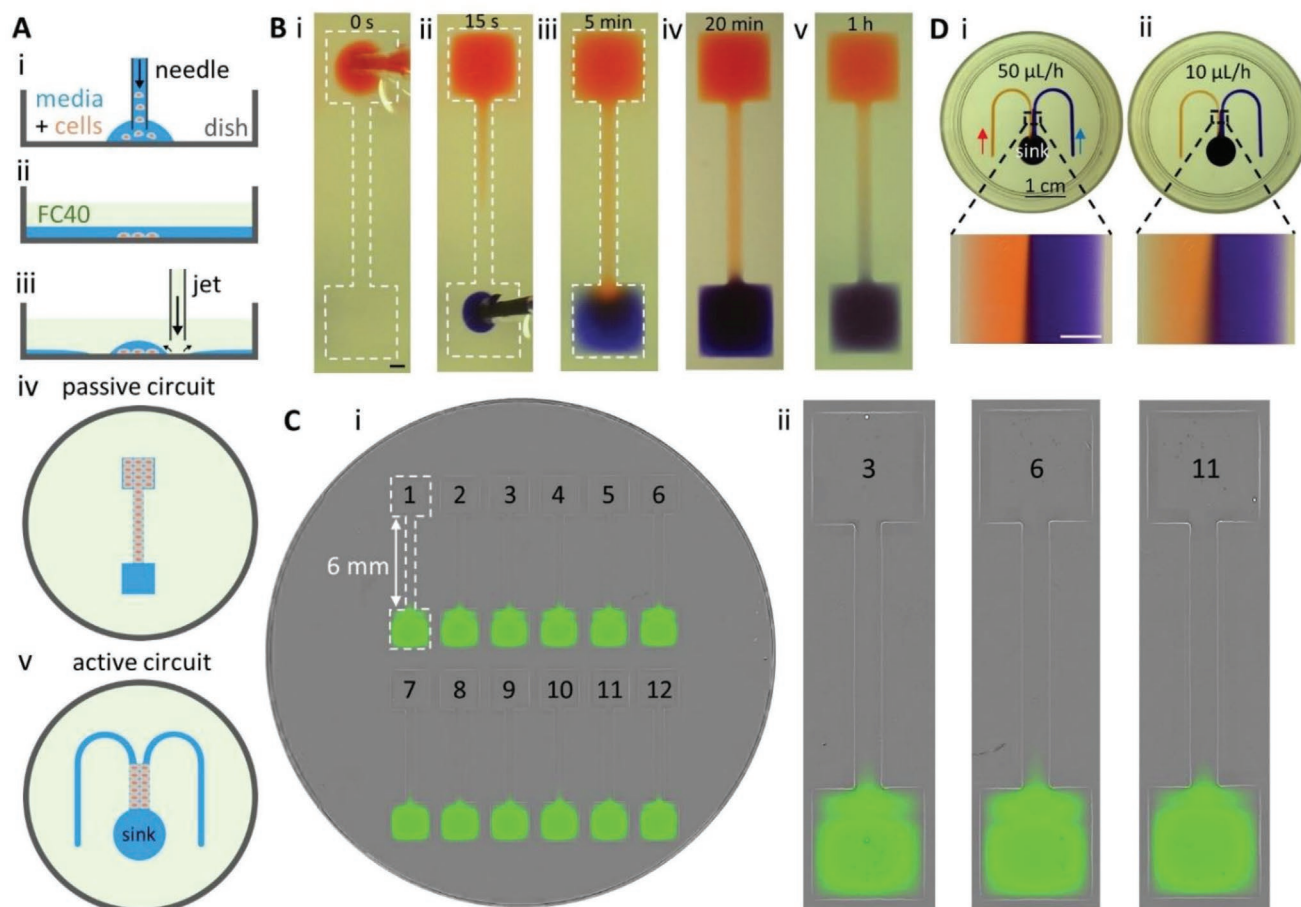 A
i
needle
media
+ cells
dish
ii
FC40
iii
jet
iv passive circuit
v active circuit
sink
B i 0 s
ii 15 s
iii 5 min
iv 20 min
v 1 h
C i
1 2 3 4 5 6
6 mm
7 8 9 10 11 12
ii
3 6 11
D i
50 µL/h
sink
1 cm
ii
10 µL/h